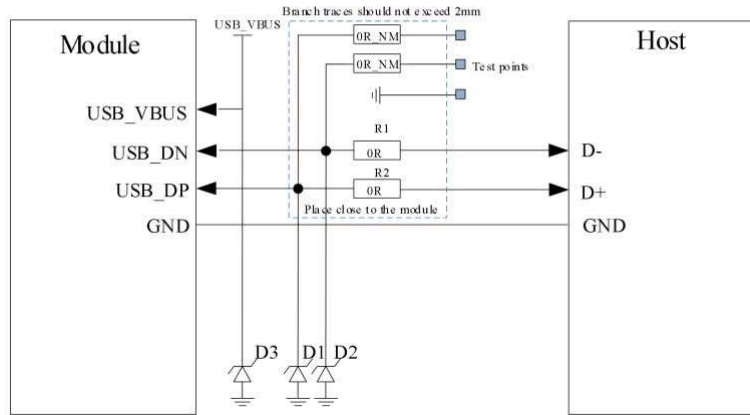 Branch traces should not exceed 2mm
USB_VBUS
Module
Host
0R_NM
0R_NM
Test points
USB_VBUS
R1
USB_DN
0R
D-
R2
USB_DP
0R
D+
Place close to the module
GND
GND
D3
D1
D2